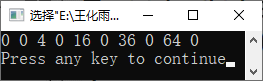 选择"E:\王化雨...
0 0 4 0 16 0 36 0 64 0
Press any key to continue